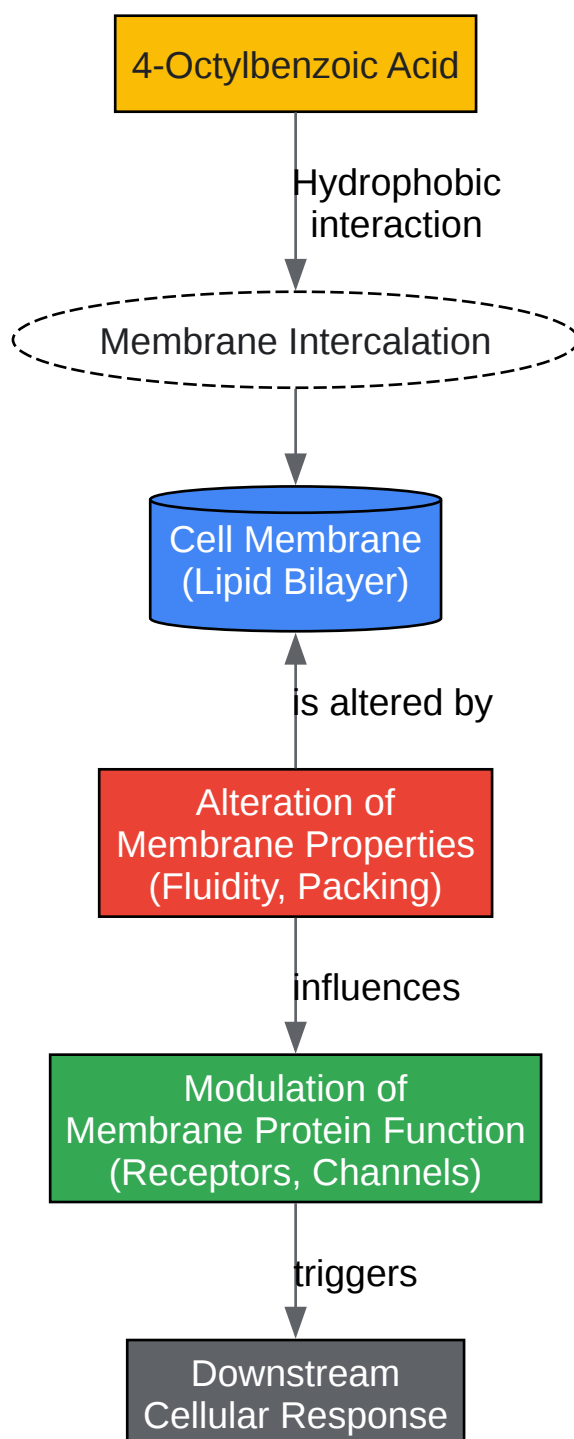 4-Octylbenzoic Acid
Hydrophobic
interaction
Membrane Intercalation
Cell Membrane
(Lipid Bilayer)
is altered by
Alteration of
Membrane Properties
(Fluidity, Packing)
influences
Modulation of
Membrane Protein Function
(Receptors, Channels)
triggers
Downstream
Cellular Response